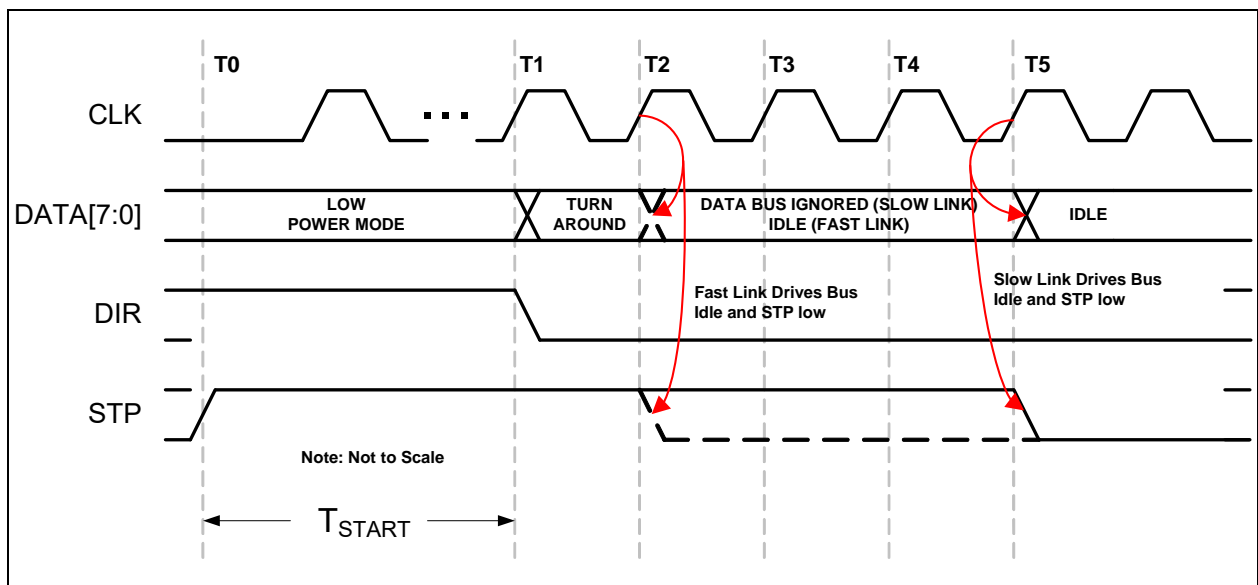 T0 T1 T2 T3 T4 T5
CLK
DATA[7:0]
LOW
POWER MODE
TURN
AROUND
DATA BUS IGNORED (SLOW LINK)
IDLE (FAST LINK)
IDLE
DIR
Fast Link Drives Bus
Idle and STP low
Slow Link Drives Bus
Idle and STP low
STP
Note: Not to Scale
TSTART